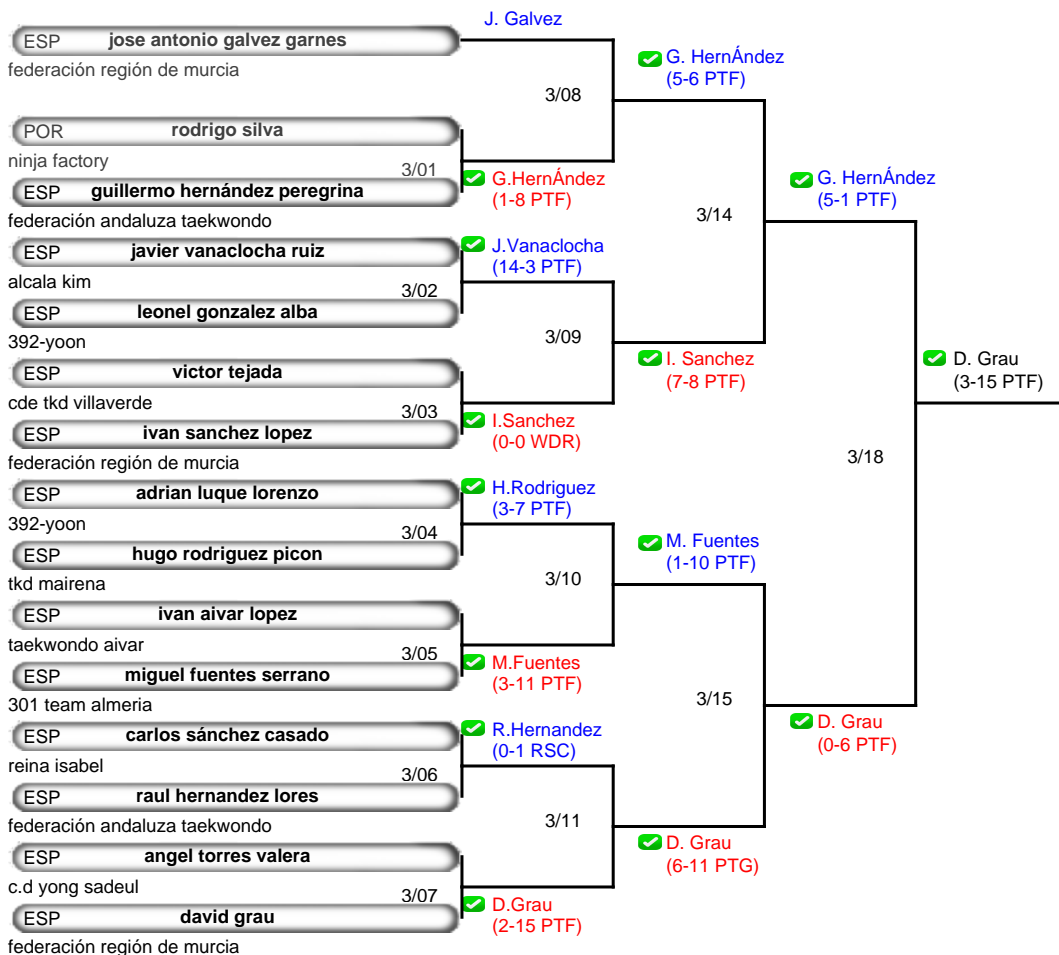 J. Galvez
ESP jose antonio galvez garnes
federación región de murcia
G. HernÁndez
(5-6 PTF)
3/08
POR rodrigo silva
ninja factory
3/01
G.HernÁndez
(1-8 PTF)
ESP guillermo hernández peregrina
federación andaluza taekwondo
G. HernÁndez
(5-1 PTF)
3/14
ESP javier vanaclocha ruiz
alcala kim
J.Vanaclocha
(14-3 PTF)
3/02
ESP leonel gonzalez alba
392-yoon
3/09
I. Sanchez
(7-8 PTF)
ESP victor tejada
cde tkd villaverde
3/03
I.Sanchez
(0-0 WDR)
ESP ivan sanchez lopez
federación región de murcia
D. Grau
(3-15 PTF)
3/18
ESP adrian luque lorenzo
392-yoon
H.Rodriguez
(3-7 PTF)
3/04
ESP hugo rodriguez picon
tkd mairena
M. Fuentes
(1-10 PTF)
3/10
ESP ivan aivar lopez
taekwondo aivar
3/05
M.Fuentes
(3-11 PTF)
ESP miguel fuentes serrano
301 team almeria
3/15
D. Grau
(0-6 PTF)
ESP carlos sánchez casado
reina isabel
R.Hernandez
(0-1 RSC)
3/06
ESP raul hernandez lores
federación andaluza taekwondo
3/11
D. Grau
(6-11 PTG)
ESP angel torres valera
c.d yong sadeul
3/07
D.Grau
(2-15 PTF)
ESP david grau
federación región de murcia